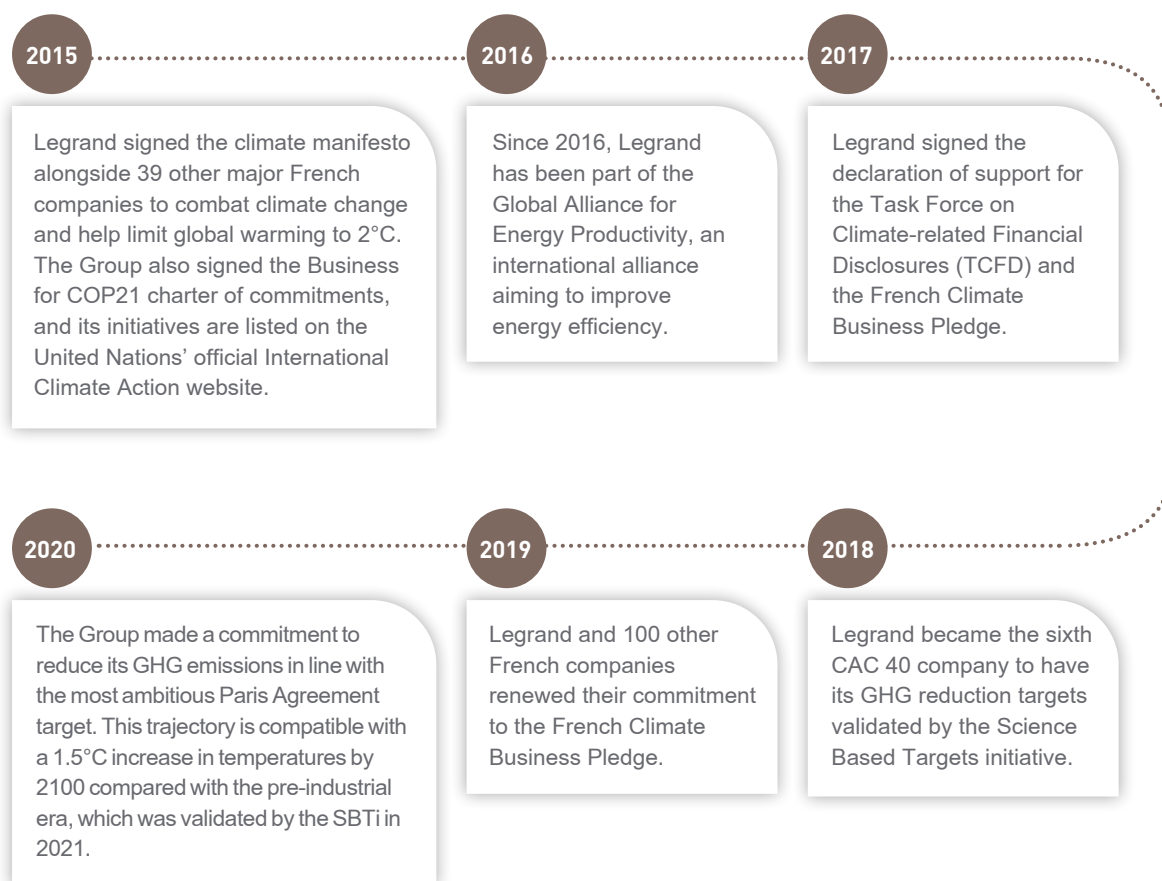 2015
Legrand signed the climate manifesto
alongside 39 other major French
companies to combat climate change
and help limit global warming to 2°C.
The Group also signed the Business
for COP21 charter of commitments,
and its initiatives are listed on the
United Nations’ official International
Climate Action website.
2016
Since 2016, Legrand
has been part of the
Global Alliance for
Energy Productivity, an
international alliance
aiming to improve
energy efficiency.
2017
Legrand signed the
declaration of support for
the Task Force on
Climate-related Financial
Disclosures (TCFD) and
the French Climate
Business Pledge.
2018
Legrand became the sixth
CAC 40 company to have
its GHG reduction targets
validated by the Science
Based Targets initiative.
2019
Legrand and 100 other
French companies
renewed their commitment
to the French Climate
Business Pledge.
2020
The Group made a commitment to
reduce its GHG emissions in line with
the most ambitious Paris Agreement
target. This trajectory is compatible with
a 1.5°C increase in temperatures by
2100 compared with the pre-industrial
era, which was validated by the SBTi in
2021.